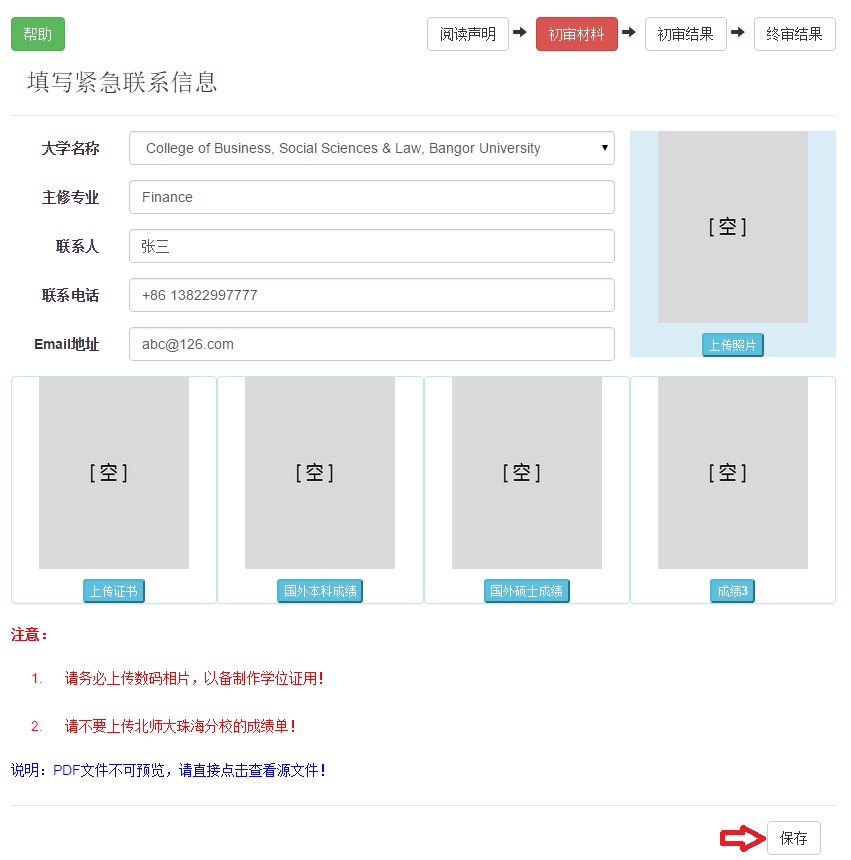 帮助
阅读声明
初审材料
初审结果
终审结果
填写紧急联系信息
大学名称
College of Business, Social Sciences & Law, Bangor University
主修专业
Finance
联系人
张三
联系电话
+86 13822997777
Email地址
abc@126.com
[ 空 ]
上传照片
[ 空 ]
[ 空 ]
[ 空 ]
[ 空 ]
上传证书
国外本科成绩
国外硕士成绩
成绩3
注意：
1. 请务必上传数码相片，以备制作学位证用！
2. 请不要上传北师大珠海分校的成绩单！
说明：PDF文件不可预览，请直接点击查看源文件！
保存